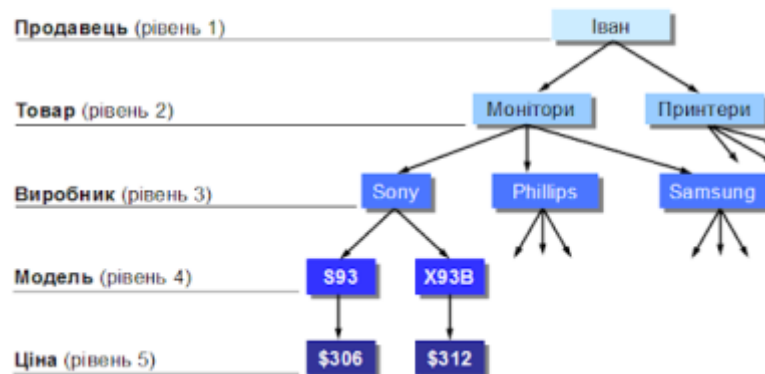 Продавець (рівень 1) Іван
Товар (рівень 2) Монітори Принтери
Виробник (рівень 3) Sony Phillips Samsung
Модель (рівень 4) S93 X93B
Ціна (рівень 5) $306 $312